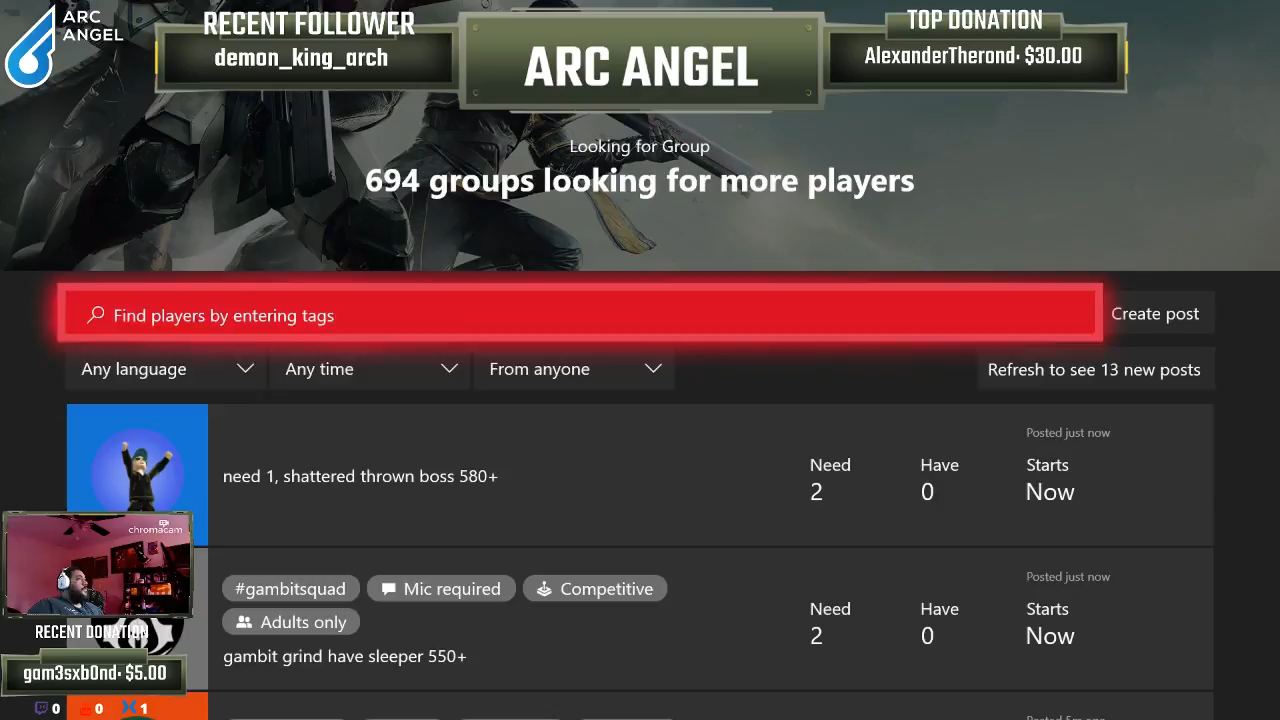 ARC
ANGEL
RECENT FOLLOWER
demon_king_arch
ARC ANGEL
TOP DONATION
AlexanderTherond: $30.00
Looking for Group
694 groups looking for more players
Find players by entering tags
Create post
Any language
Any time
From anyone
Refresh to see 13 new posts
Posted just now
need 1, shattered thrown boss 580+
Need
2
Have
0
Starts
Now
chromacam
Posted just now
#gambitsquad
Mic required
Competitive
Adults only
gambit grind have sleeper 550+
Need
2
Have
0
Starts
Now
RECENT DONATION
gam3sxb0nd: $5.00
0
0
1